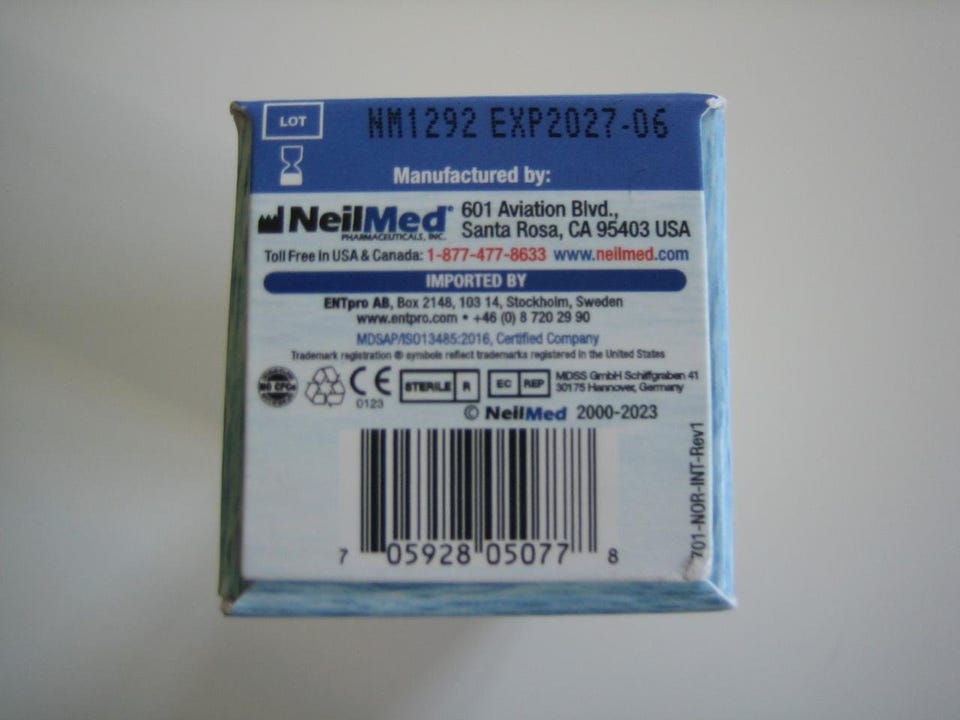 LOT NM1292 EXP2027-06
Manufactured by:
NeilMed® 601 Aviation Blvd.,
PHARMACEUTICALS, INC. Santa Rosa, CA 95403 USA
Toll Free in USA & Canada: 1-877-477-8633 www.neilmed.com
IMPORTED BY
ENTpro AB, Box 2148, 103 14, Stockholm, Sweden
www.entpro.com • +46 (0) 8 720 29 90
MDSAP/ISO13485:2016, Certified Company
Trademark registration ® symbols reflect trademarks registered in the United States
NO CFCs CE 0123 STERILE R EC REP MDSS GmbH Schiffgraben 41
30175 Hannover, Germany
© NeilMed 2000-2023
7 05928 05077 8
701-NOR-INT-Rev1